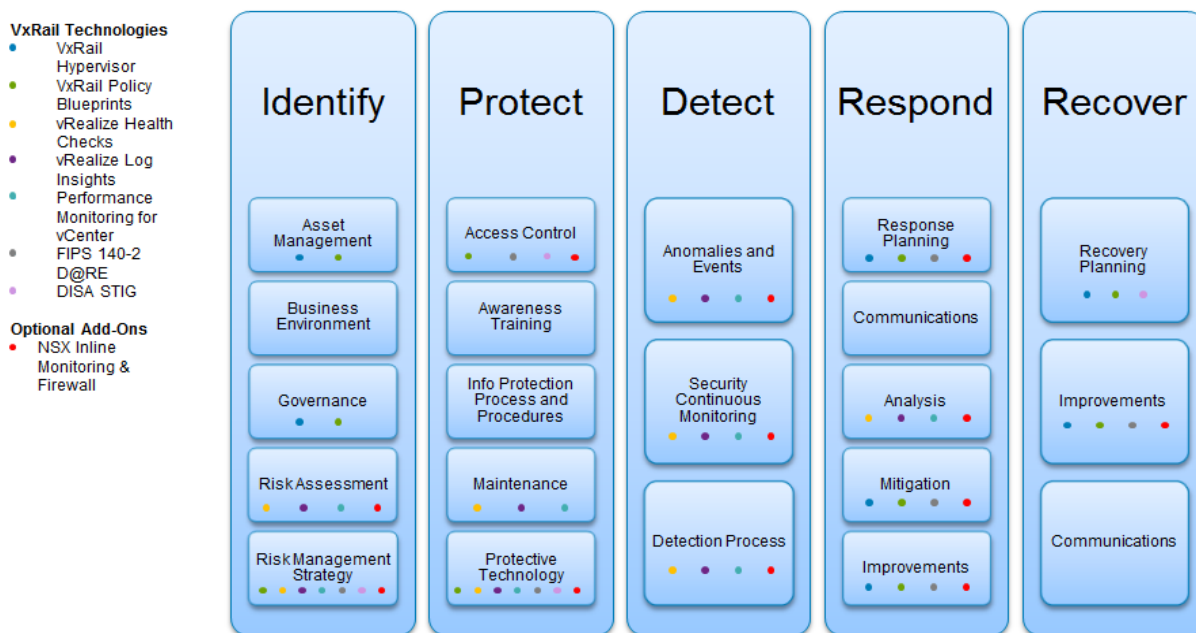 VxRail Technologies
VxRail
Hypervisor
VxRail Policy
Blueprints
vRealize Health
Checks
vRealize Log
Insights
Performance
Monitoring for
vCenter
FIPS 140-2
D@RE
DISA STIG
Optional Add-Ons
NSX Inline
Monitoring &
Firewall
Identify
Asset
Management
Business
Environment
Governance
Risk Assessment
Risk Management
Strategy
Protect
Access Control
Awareness
Training
Info Protection
Process and
Procedures
Maintenance
Protective
Technology
Detect
Anomalies and
Events
Security
Continuous
Monitoring
Detection Process
Respond
Response
Planning
Communications
Analysis
Mitigation
Improvements
Recover
Recovery
Planning
Improvements
Communications